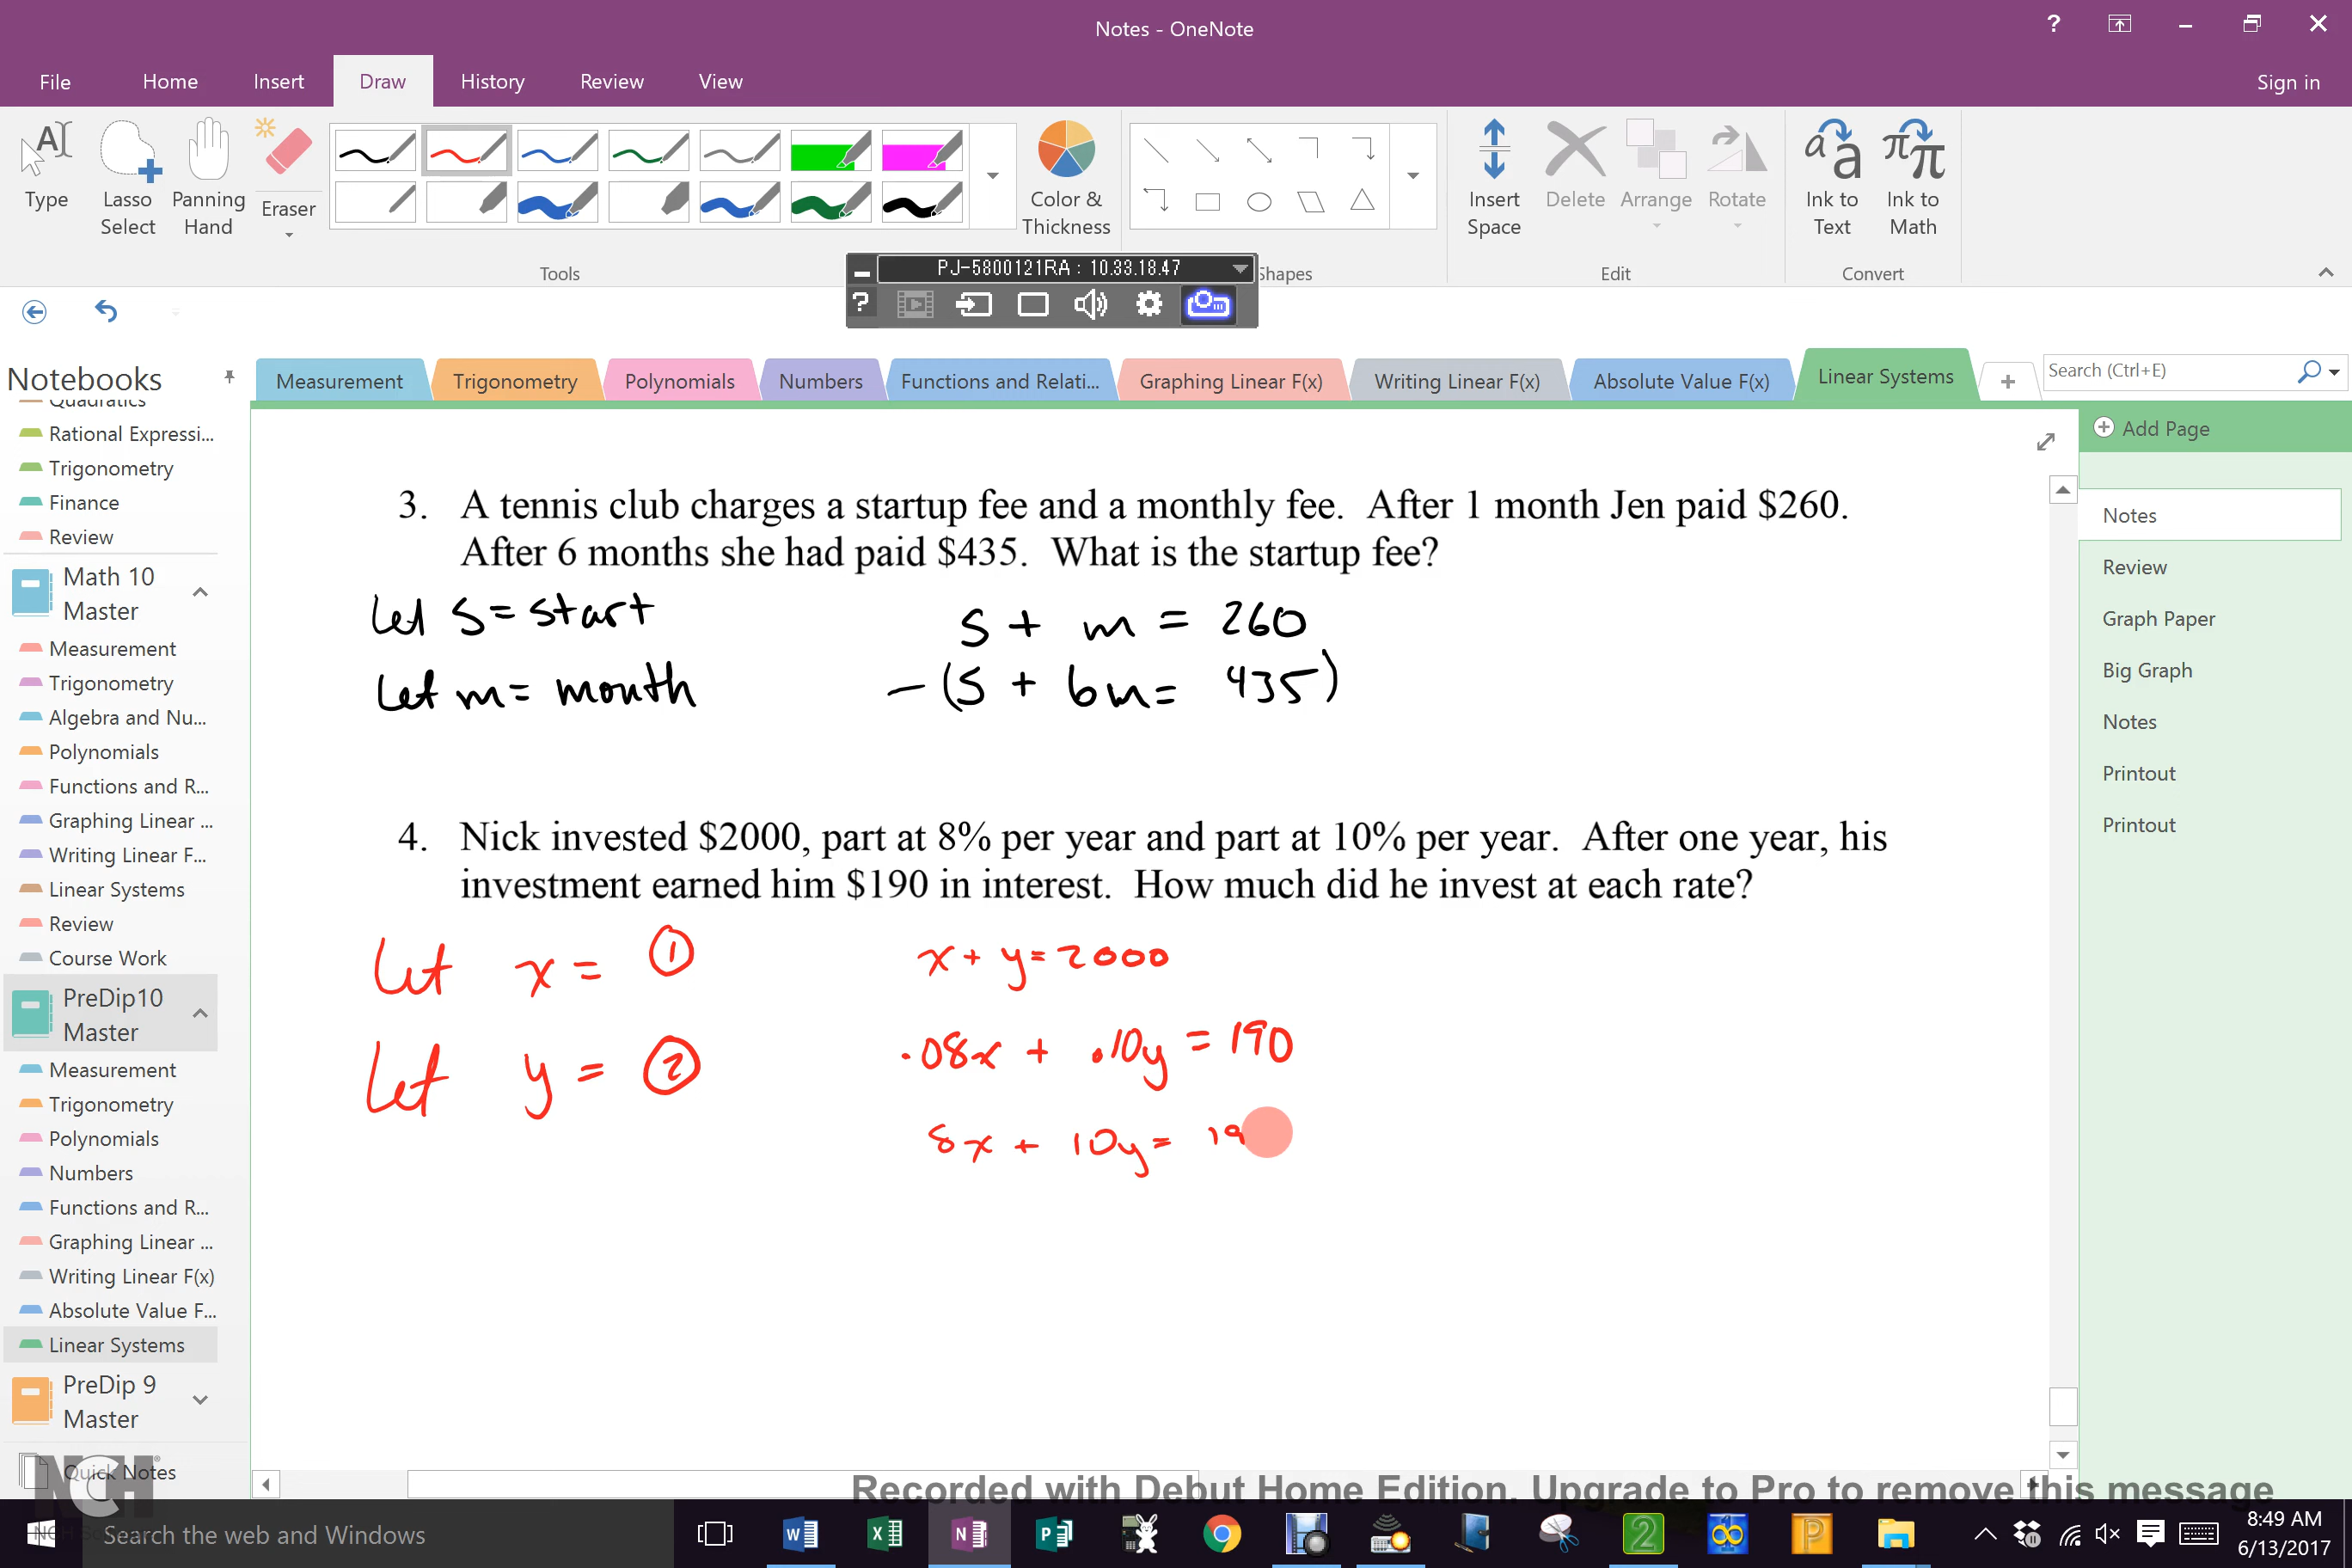 Notes - OneNote
File Home Insert Draw History Review View Sign in
Type Lasso Select Panning Hand Eraser Color & Thickness Insert Space Delete Arrange Rotate Ink to Text Ink to Math
Tools Shapes Edit Convert
PJ-5800121RA : 10.33.18.47
Notebooks
Measurement Trigonometry Polynomials Numbers Functions and Relati... Graphing Linear F(x) Writing Linear F(x) Absolute Value F(x) Linear Systems + Search (Ctrl+E)
Quadratics
Rational Expressi...
Trigonometry
Finance
Review
Math 10 Master
Measurement
Trigonometry
Algebra and Nu...
Polynomials
Functions and R...
Graphing Linear ...
Writing Linear F...
Linear Systems
Review
Course Work
PreDip10 Master
Measurement
Trigonometry
Polynomials
Numbers
Functions and R...
Graphing Linear ...
Writing Linear F(x)
Absolute Value F...
Linear Systems
PreDip 9 Master
Quick Notes
3. A tennis club charges a startup fee and a monthly fee. After 1 month Jen paid $260.
After 6 months she had paid $435. What is the startup fee?
Let s = start
s + m = 260
Let m = month
-(s + 6m = 435)
4. Nick invested $2000, part at 8% per year and part at 10% per year. After one year, his
investment earned him $190 in interest. How much did he invest at each rate?
Let x = ①
x + y = 2000
Let y = ②
.08x + .10y = 190
8x + 10y = 19
Add Page
Notes
Review
Graph Paper
Big Graph
Notes
Printout
Printout
NCH
Recorded with Debut Home Edition. Upgrade to Pro to remove this message
Search the web and Windows
8:49 AM
6/13/2017